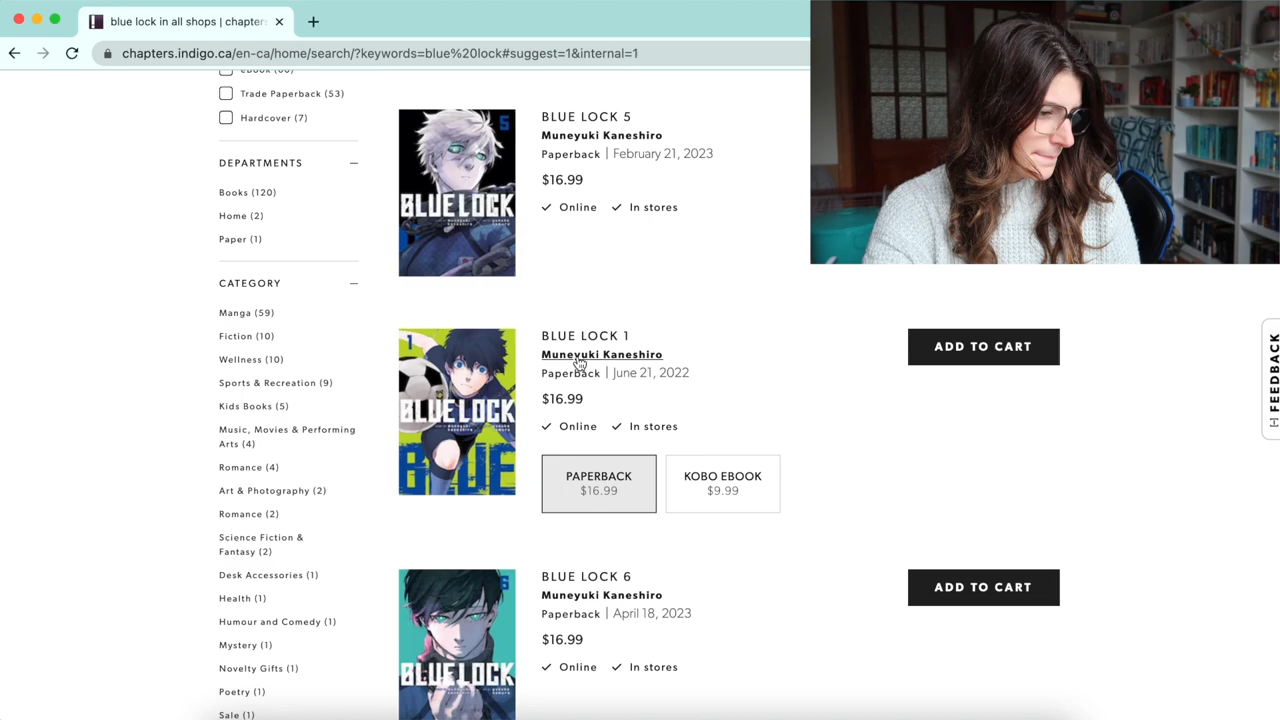 blue lock in all shops | chapters
chapters.indigo.ca/en-ca/home/search/?keywords=blue%20lock#suggest=1&internal=1
Trade Paperback (53)
Hardcover (7)
DEPARTMENTS
Books (120)
Home (2)
Paper (1)
CATEGORY
Manga (59)
Fiction (10)
Wellness (10)
Sports & Recreation (9)
Kids Books (5)
Music, Movies & Performing
Arts (4)
Romance (4)
Art & Photography (2)
Romance (2)
Science Fiction &
Fantasy (2)
Desk Accessories (1)
Health (1)
Humour and Comedy (1)
Mystery (1)
Novelty Gifts (1)
Poetry (1)
Sale (1)
5
BLUE LOCK
BLUE LOCK 5
Muneyuki Kaneshiro
Paperback | February 21, 2023
$16.99
Online In stores
1
BLUE LOCK
BLUE
BLUE LOCK 1
Muneyuki Kaneshiro
Paperback | June 21, 2022
$16.99
Online In stores
PAPERBACK
$16.99
KOBO EBOOK
$9.99
ADD TO CART
6
BLUE LOCK
BLUE LOCK 6
Muneyuki Kaneshiro
Paperback | April 18, 2023
$16.99
Online In stores
ADD TO CART
[-] FEEDBACK